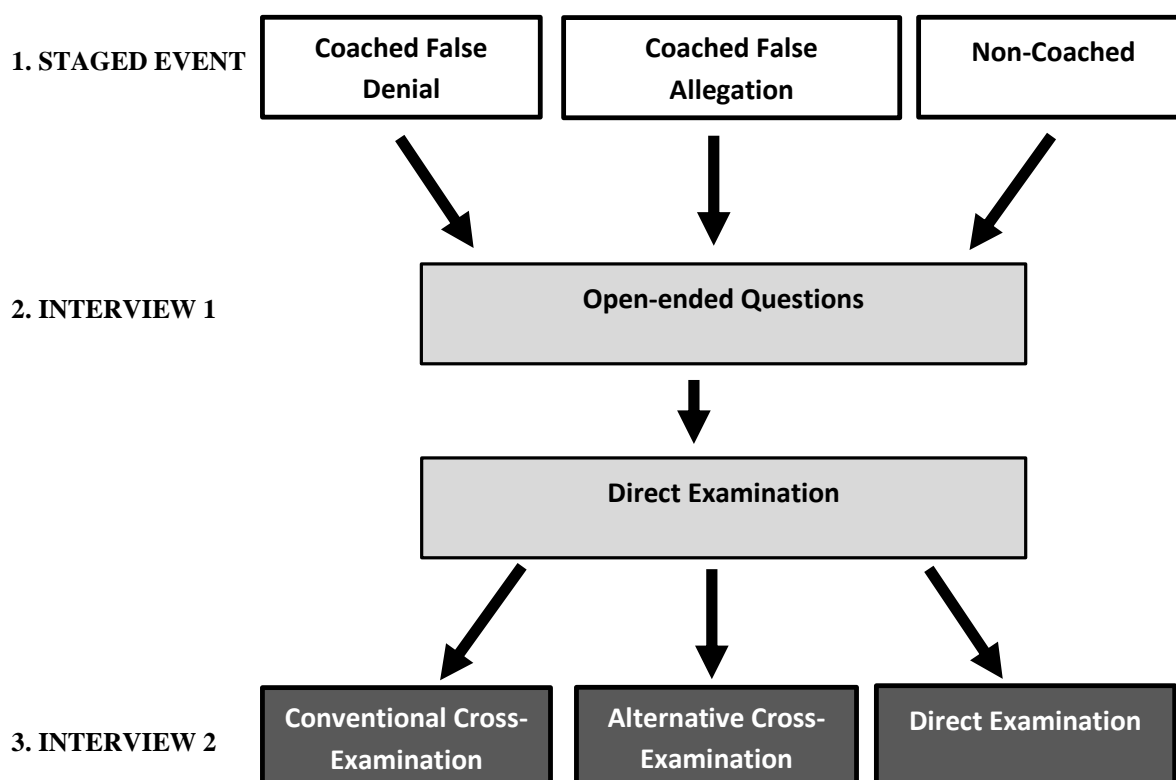 1. STAGED EVENT
Coached False
Denial
Coached False
Allegation
Non-Coached
2. INTERVIEW 1
Open-ended Questions
Direct Examination
3. INTERVIEW 2
Conventional Cross-
Examination
Alternative Cross-
Examination
Direct Examination